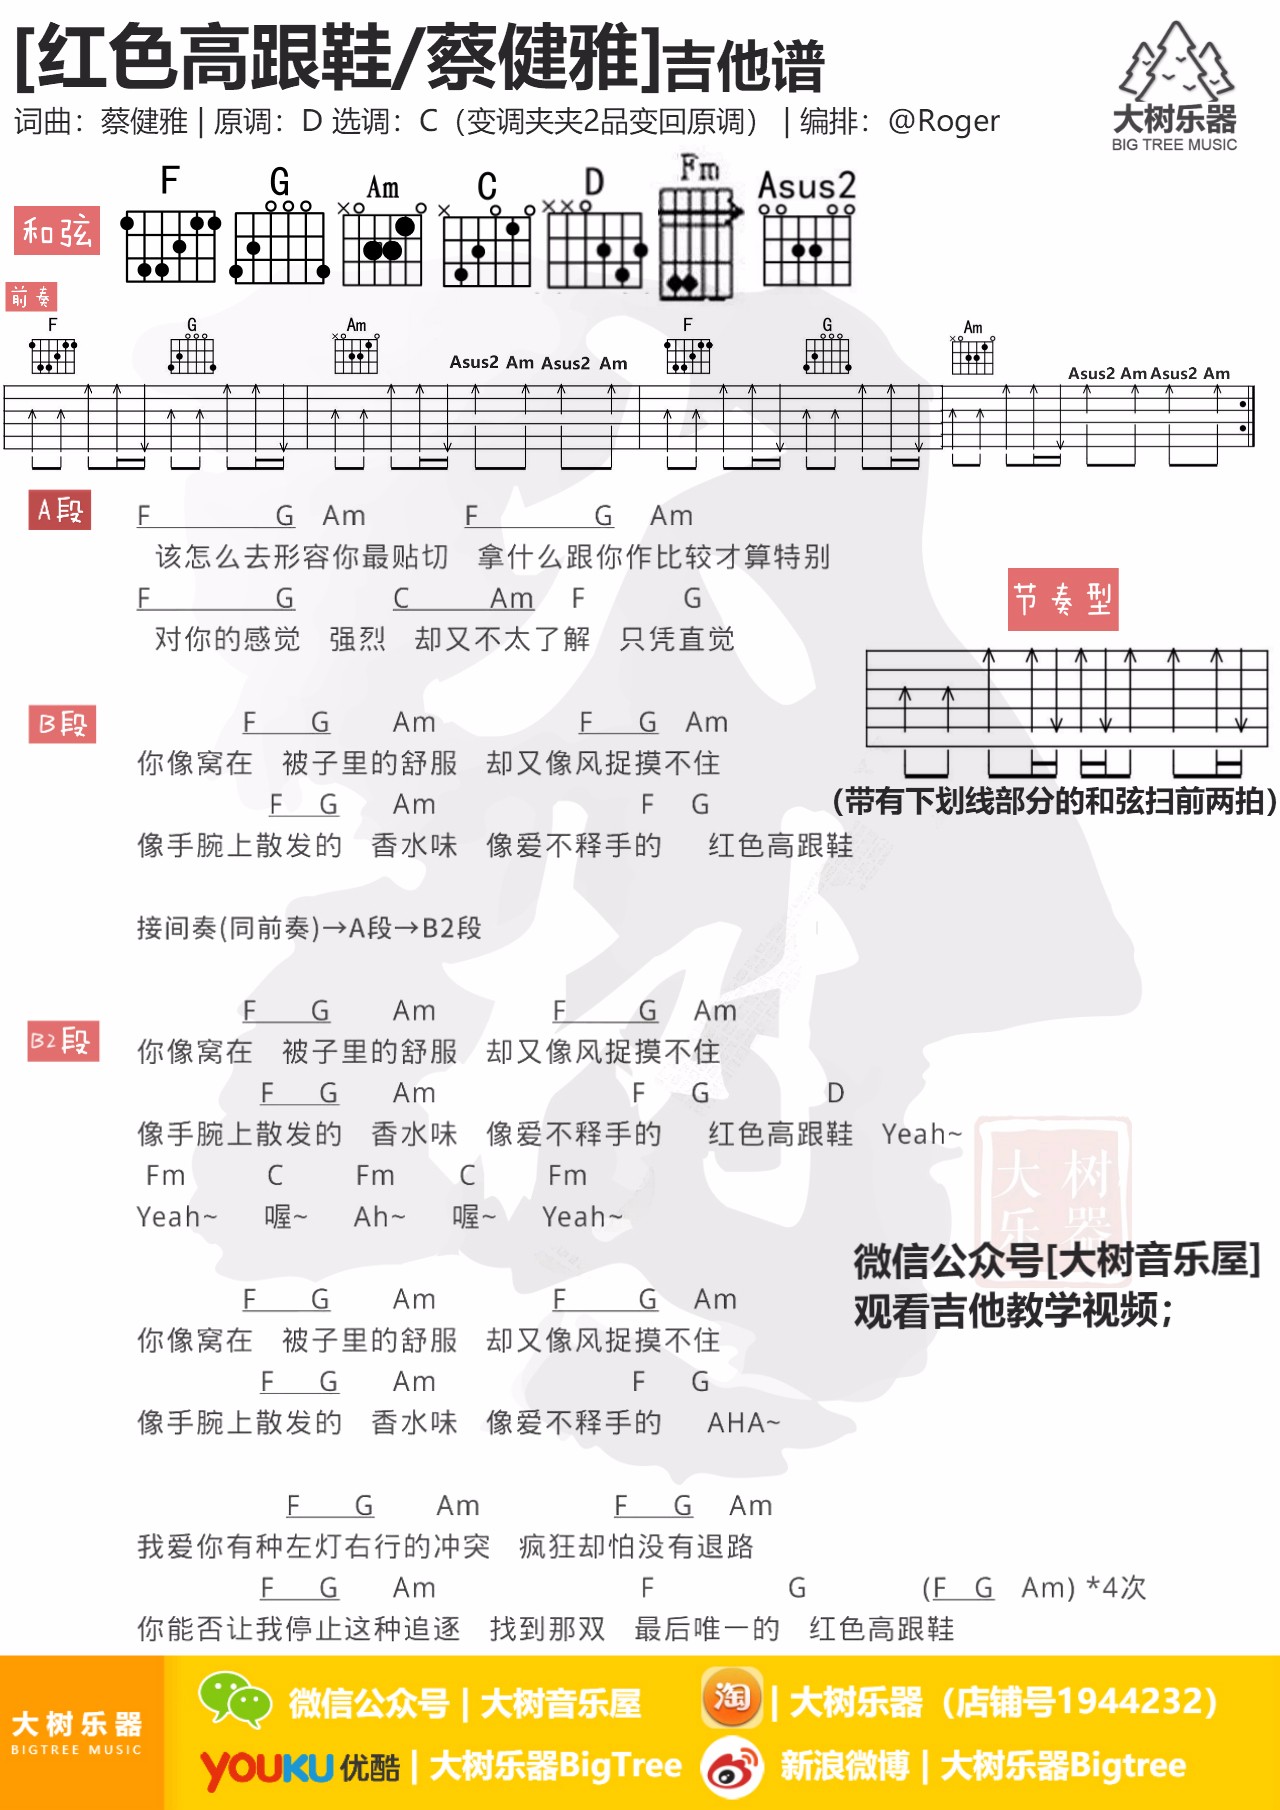 [红色高跟鞋/蔡健雅]吉他谱
词曲：蔡健雅 | 原调：D 选调：C（变调夹夹2品变回原调） | 编排：@Roger
大树乐器
BIG TREE MUSIC
和弦
F G Am C D Fm Asus2
前奏
F G Am Asus2 Am Asus2 Am F G Am Asus2 Am Asus2 Am
A段
F G Am F G Am
该怎么去形容你最贴切 拿什么跟你作比较才算特别
F G C Am F G
对你的感觉 强烈 却又不太了解 只凭直觉
节奏型
（带有下划线部分的和弦扫前两拍）
B段
F G Am F G Am
你像窝在 被子里的舒服 却又像风捉摸不住
F G Am F G
像手腕上散发的 香水味 像爱不释手的 红色高跟鞋
接间奏(同前奏)→A段→B2段
B2段
F G Am F G Am
你像窝在 被子里的舒服 却又像风捉摸不住
F G Am F G D
像手腕上散发的 香水味 像爱不释手的 红色高跟鞋 Yeah~
Fm C Fm C Fm
Yeah~ 喔~ Ah~ 喔~ Yeah~
大树
乐器
微信公众号[大树音乐屋]
观看吉他教学视频；
F G Am F G Am
你像窝在 被子里的舒服 却又像风捉摸不住
F G Am F G
像手腕上散发的 香水味 像爱不释手的 AHA~
F G Am F G Am
我爱你有种左灯右行的冲突 疯狂却怕没有退路
F G Am F G (F G Am) *4次
你能否让我停止这种追逐 找到那双 最后唯一的 红色高跟鞋
大树乐器
BIGTREE MUSIC
微信公众号 | 大树音乐屋
淘 | 大树乐器（店铺号1944232）
YOUKU 优酷 | 大树乐器BigTree
新浪微博 | 大树乐器Bigtree
大树